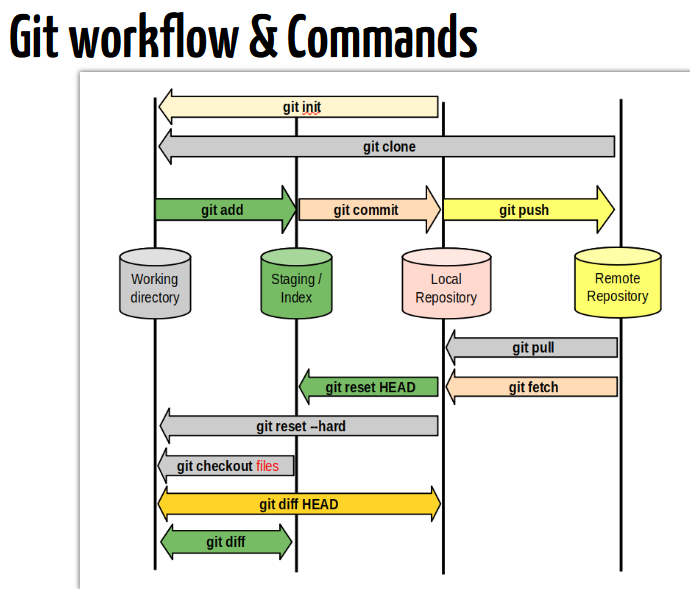 Git workflow & Commands
git init
git clone
git add
git commit
git push
Working
directory
Staging /
Index
Local
Repository
Remote
Repository
git pull
git reset HEAD
git fetch
git reset --hard
git checkout files
git diff HEAD
git diff